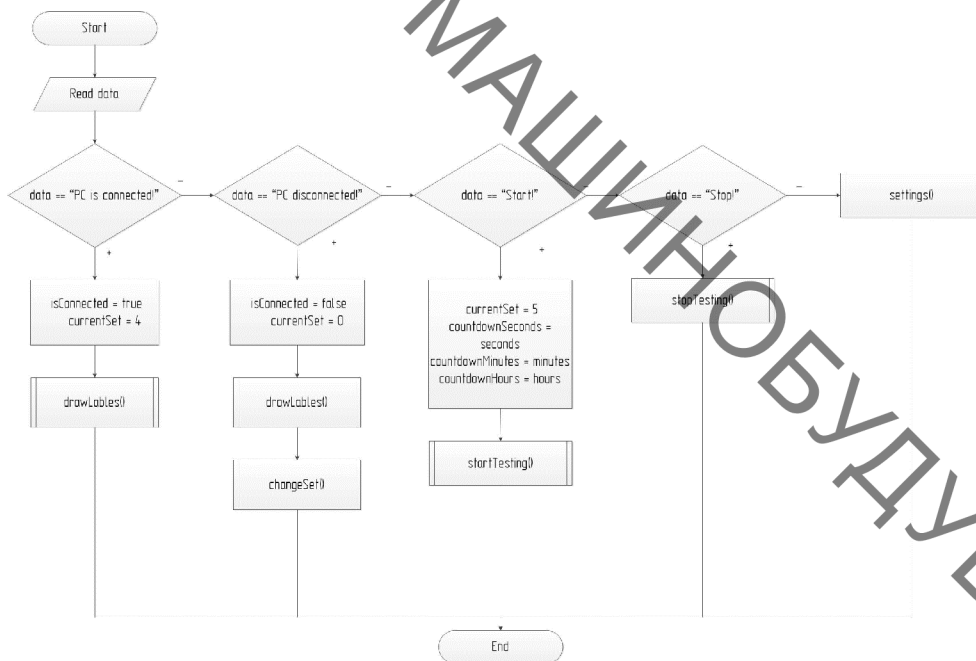 Start
Read data
data == "PC is connected!"
–
data == "PC disconnected!"
–
data == "Start!"
–
data == "Stop!"
–
settings()
+
+
+
+
isConnected = true
currentSet = 4
isConnected = false
currentSet = 0
currentSet = 5
countdownSeconds =
seconds
countdownMinutes = minutes
countdownHours = hours
stopTesting()
drawLables()
drawLables()
startTesting()
changeSet()
End
МАШИНОБУДУВ